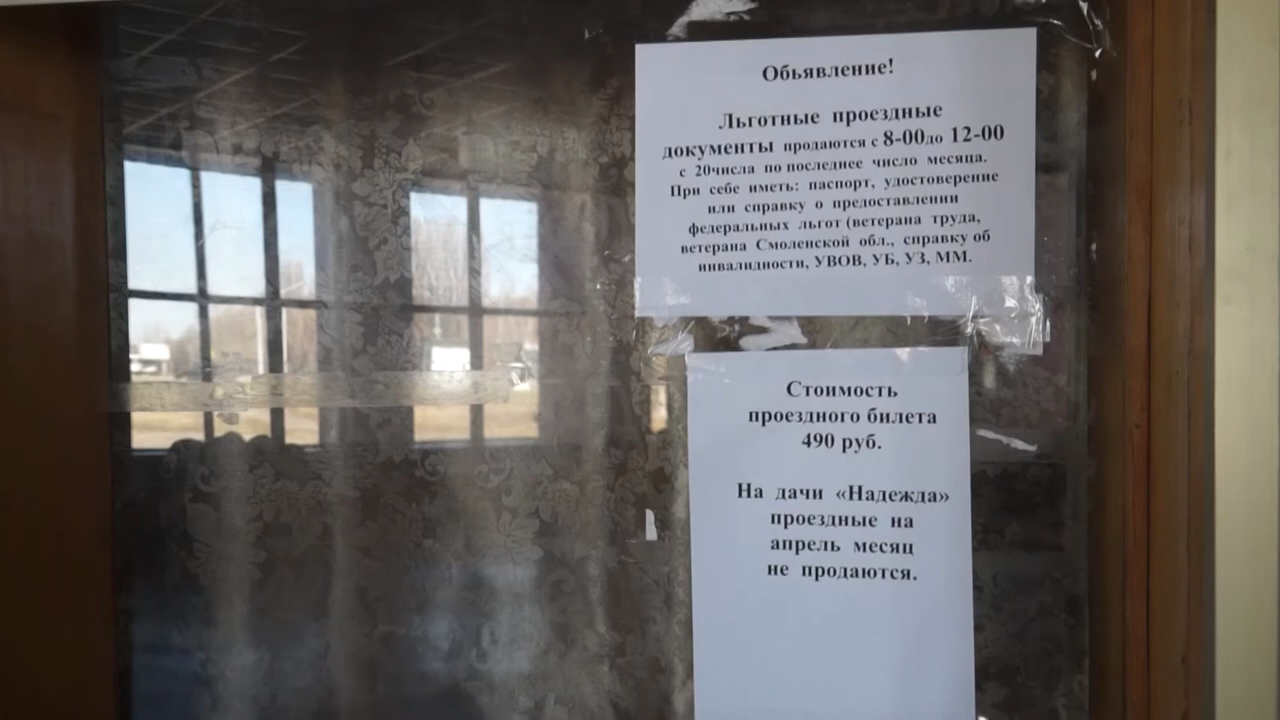 Обьявление!
Льготные проездные
документы продаются с 8-00до 12-00
с 20числа по последнее число месяца.
При себе иметь: паспорт, удостоверение
или справку о предоставлении
федеральных льгот (ветерана труда,
ветерана Смоленской обл., справку об
инвалидности, УВОВ, УБ, УЗ, ММ.
Стоимость
проездного билета
490 руб.
На дачи «Надежда»
проездные на
апрель месяц
не продаются.